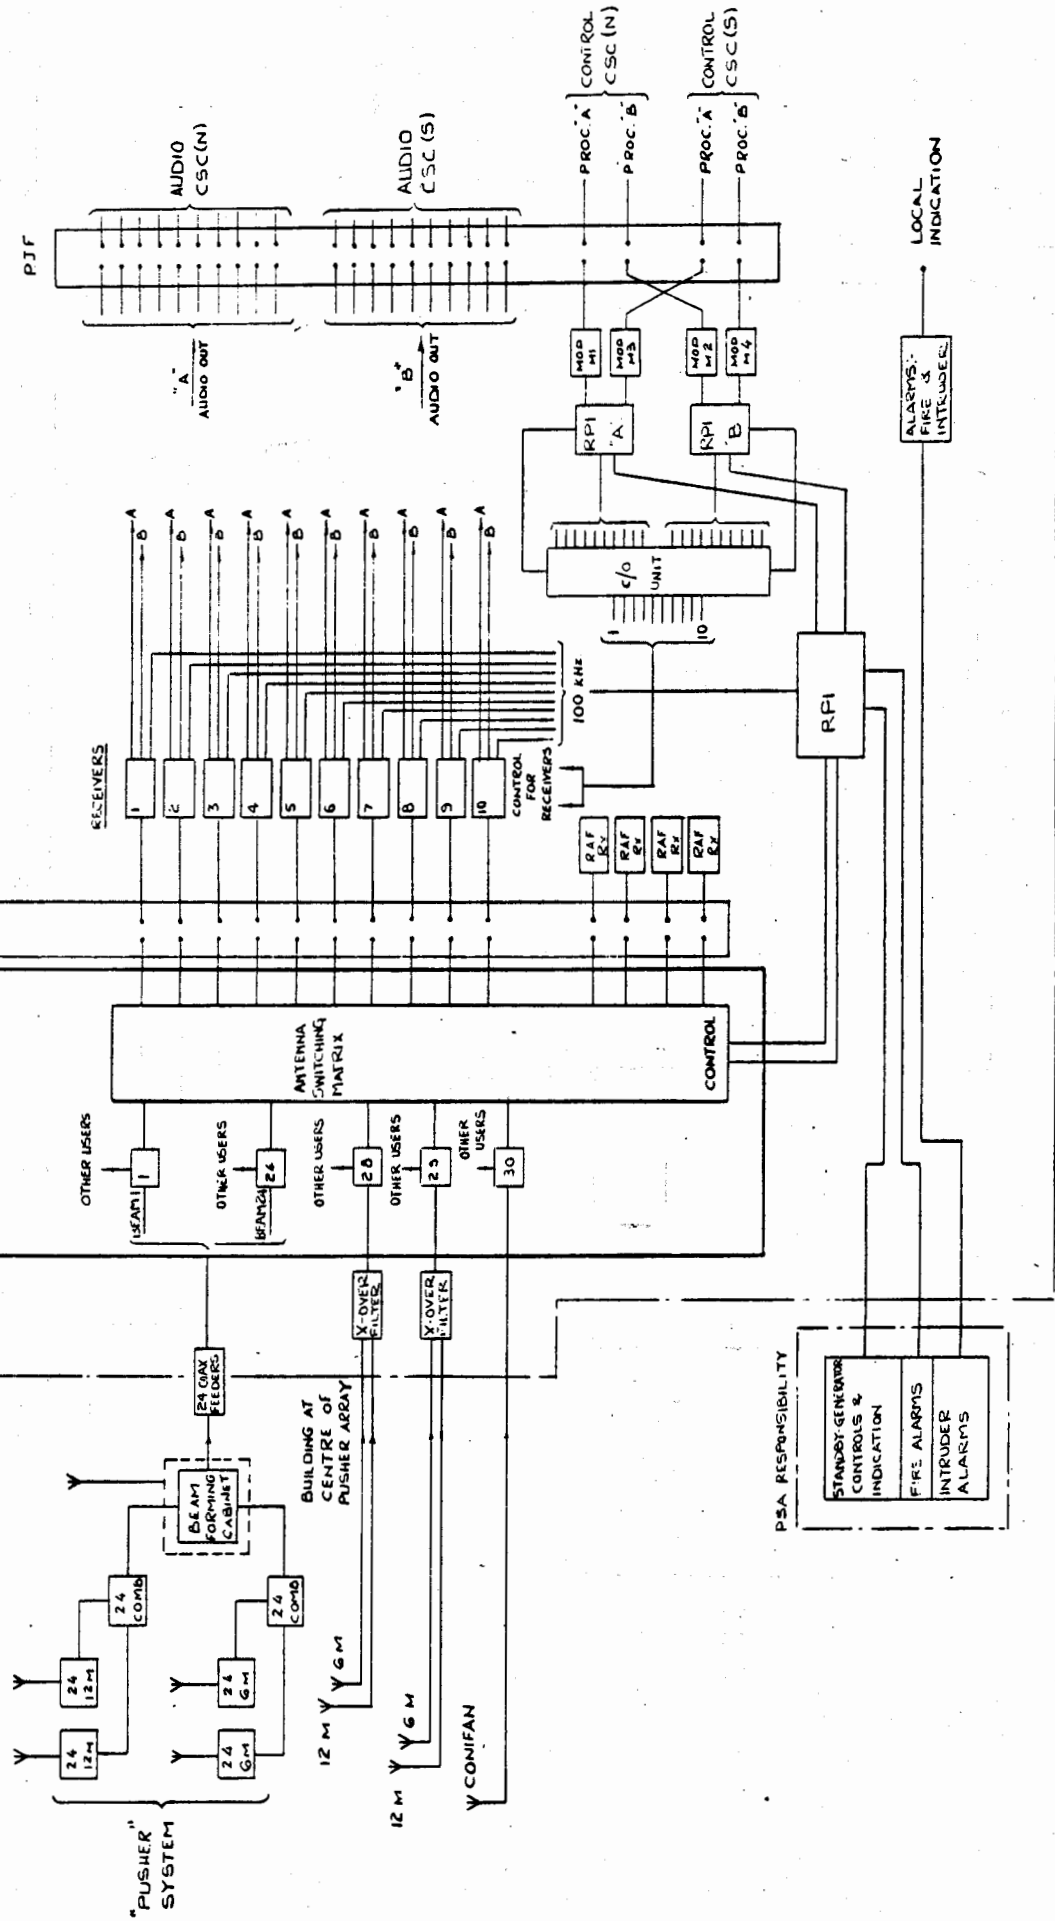 PJF
AUDIO
CSC(N)
AUDIO
CSC(S)
CONTROL
CSC(N)
CONTROL
CSC(S)
PROC."A"
PROC."B"
PROC."A"
PROC."B"
LOCAL
INDICATION
"A"
AUDIO OUT
"B"
AUDIO OUT
MOD
M1
MOD
M3
MOD
M2
MOD
M4
RPI
"A"
RPI
"B"
ALARMS:-
FIRE &
INTRUDER
A
B
A
B
A
B
A
B
A
B
A
B
A
B
A
B
A
B
A
B
C/O
UNIT
1
10
RECEIVERS
1
2
3
4
5
6
7
8
9
10
100 KHz
CONTROL
FOR
RECEIVERS
RFI
RAF
Rx
RAF
Rx
RAF
Rx
RAF
Rx
ANTENNA
SWITCHING
MATRIX
CONTROL
OTHER USERS
OTHER USERS
OTHER USERS
OTHER USERS
OTHER
USERS
1
24
28
29
30
BEAM 1
BEAM 24
X-OVER
FILTER
X-OVER
FILTER
24 COAX
FEEDERS
BUILDING AT
CENTRE OF
PUSHER ARRAY
BEAM
FORMING
CABINET
24
COMB
24
COMB
24
12M
24
12M
24
6M
24
6M
"PUSHER"
SYSTEM
12 M
6 M
12 M
6 M
CONIFAN
PSA RESPONSIBILITY
STANDBY-GENERATOR
CONTROLS &
INDICATION
FIRE ALARMS
INTRUDER
ALARMS